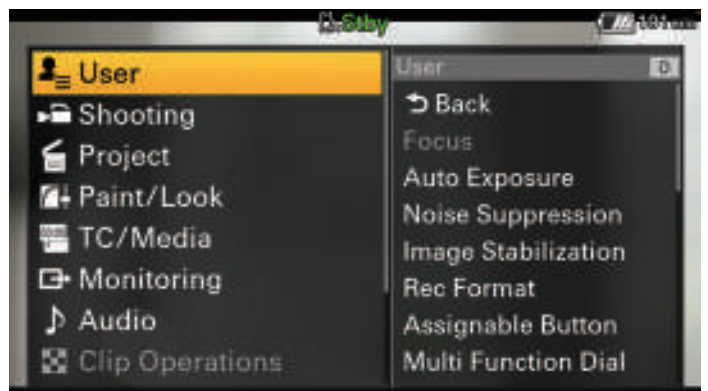 Stby
User
Shooting
Project
Paint/Look
TC/Media
Monitoring
Audio
Clip Operations
User
Back
Focus
Auto Exposure
Noise Suppression
Image Stabilization
Rec Format
Assignable Button
Multi Function Dial